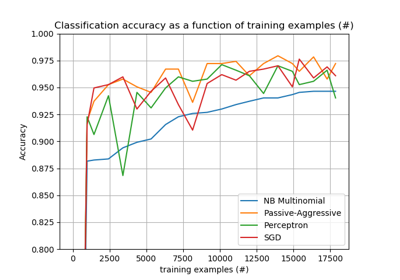 Classification accuracy as a function of training examples (#)
1.000
0.975
0.950
0.925
0.900
0.875
0.850
0.825
0.800
Accuracy
NB Multinomial
Passive-Aggressive
Perceptron
SGD
0 2500 5000 7500 10000 12500 15000 17500
training examples (#)